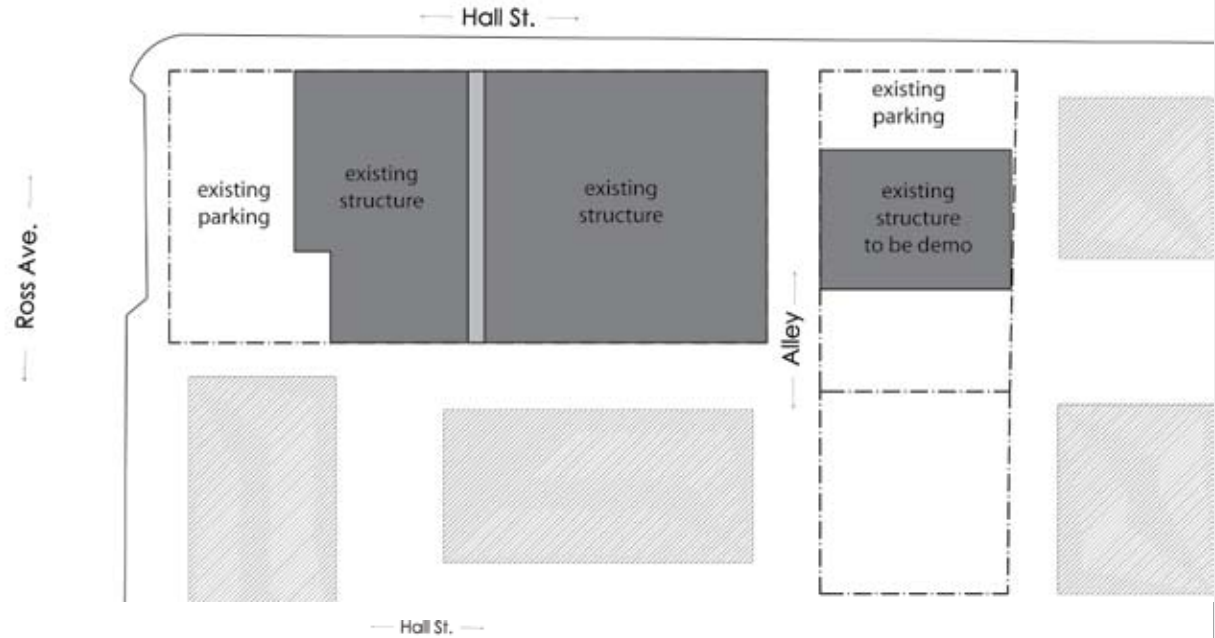 Hall St.
existing
parking
existing
structure
existing
structure
existing
parking
existing
structure
to be demo
Ross Ave.
Alley
Hall St.